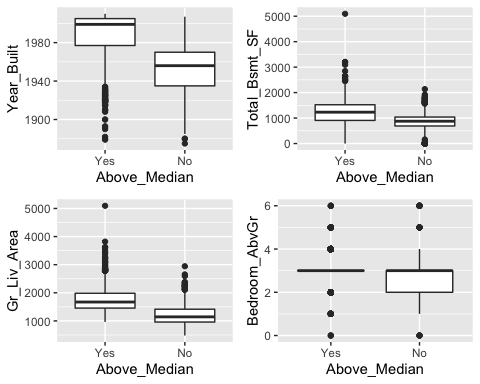 Year_Built
1980
1940
1900
Yes
No
Above_Median
Total_Bsmt_SF
5000
4000
3000
2000
1000
0
Yes
No
Above_Median
Gr_Liv_Area
5000
4000
3000
2000
1000
Yes
No
Above_Median
Bedroom_AbvGr
6
4
2
0
Yes
No
Above_Median